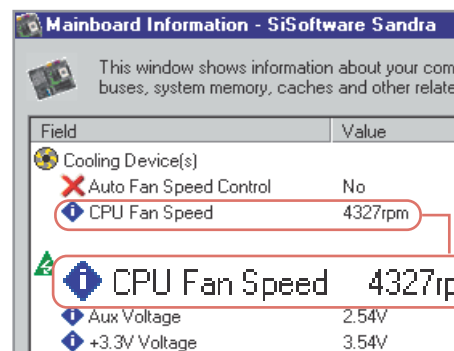 Mainboard Information - SiSoftware Sandra
This window shows information about your com
buses, system memory, caches and other relate
Field Value
Cooling Device(s)
Auto Fan Speed Control No
CPU Fan Speed 4327rpm
CPU Fan Speed 4327rp
Aux Voltage 2.54V
+3.3V Voltage 3.54V